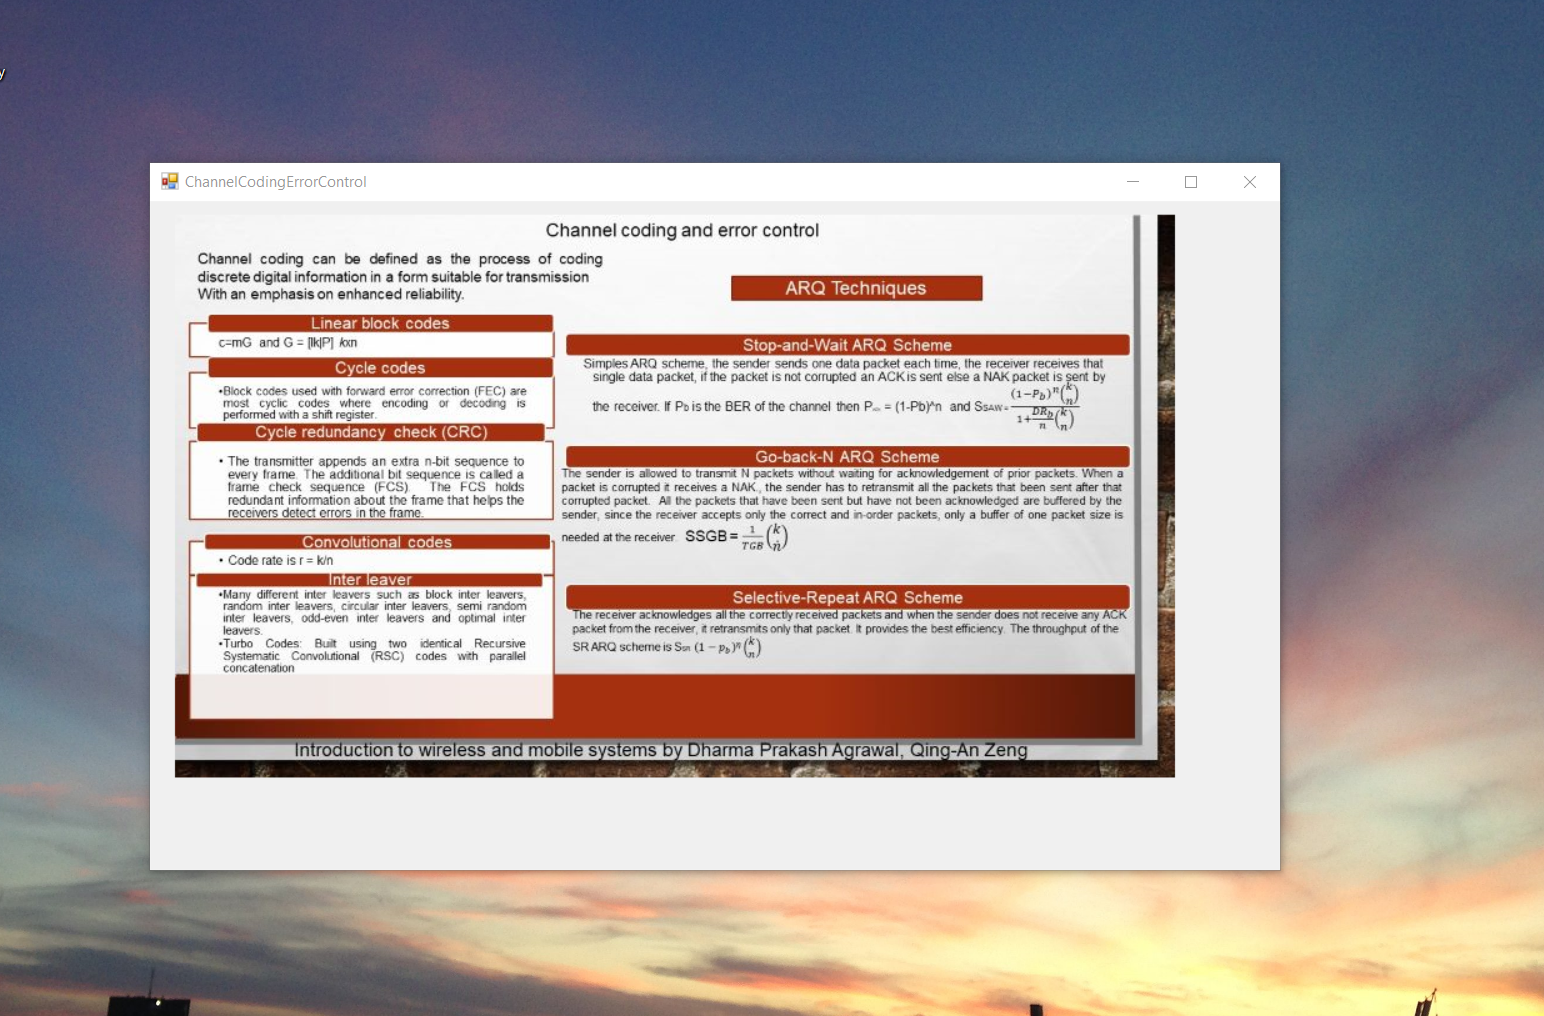 y
ChannelCodingErrorControl
Channel coding and error control
Channel coding can be defined as the process of coding
discrete digital information in a form suitable for transmission
With an emphasis on enhanced reliability.
Linear block codes
c=mG and G = [Ik|P] kxn
Cycle codes
•Block codes used with forward error correction (FEC) are
most cyclic codes where encoding or decoding is
performed with a shift register.
Cycle redundancy check (CRC)
• The transmitter appends an extra n-bit sequence to
every frame. The additional bit sequence is called a
frame check sequence (FCS). The FCS holds
redundant information about the frame that helps the
receivers detect errors in the frame.
Convolutional codes
• Code rate is r = k/n
Inter leaver
•Many different inter leavers such as block inter leavers,
random inter leavers, circular inter leavers, semi random
inter leavers, odd-even inter leavers and optimal inter
leavers.
•Turbo Codes: Built using two identical Recursive
Systematic Convolutional (RSC) codes with parallel
concatenation
ARQ Techniques
Stop-and-Wait ARQ Scheme
Simples ARQ scheme, the sender sends one data packet each time, the receiver receives that
single data packet, if the packet is not corrupted an ACK is sent else a NAK packet is sent by
the receiver. If Pb is the BER of the channel then P = (1-Pb)^n and SSAW= (1-Pb)^n (k/n) / 1+ DRb/n (k/n)
Go-back-N ARQ Scheme
The sender is allowed to transmit N packets without waiting for acknowledgement of prior packets. When a
packet is corrupted it receives a NAK., the sender has to retransmit all the packets that been sent after that
corrupted packet. All the packets that have been sent but have not been acknowledged are buffered by the
sender, since the receiver accepts only the correct and in-order packets, only a buffer of one packet size is
needed at the receiver. SSGB = 1/TGB (k/n)
Selective-Repeat ARQ Scheme
The receiver acknowledges all the correctly received packets and when the sender does not receive any ACK
packet from the receiver, it retransmits only that packet. It provides the best efficiency. The throughput of the
SR ARQ scheme is SSR (1 − pb)^n (k/n)
Introduction to wireless and mobile systems by Dharma Prakash Agrawal, Qing-An Zeng